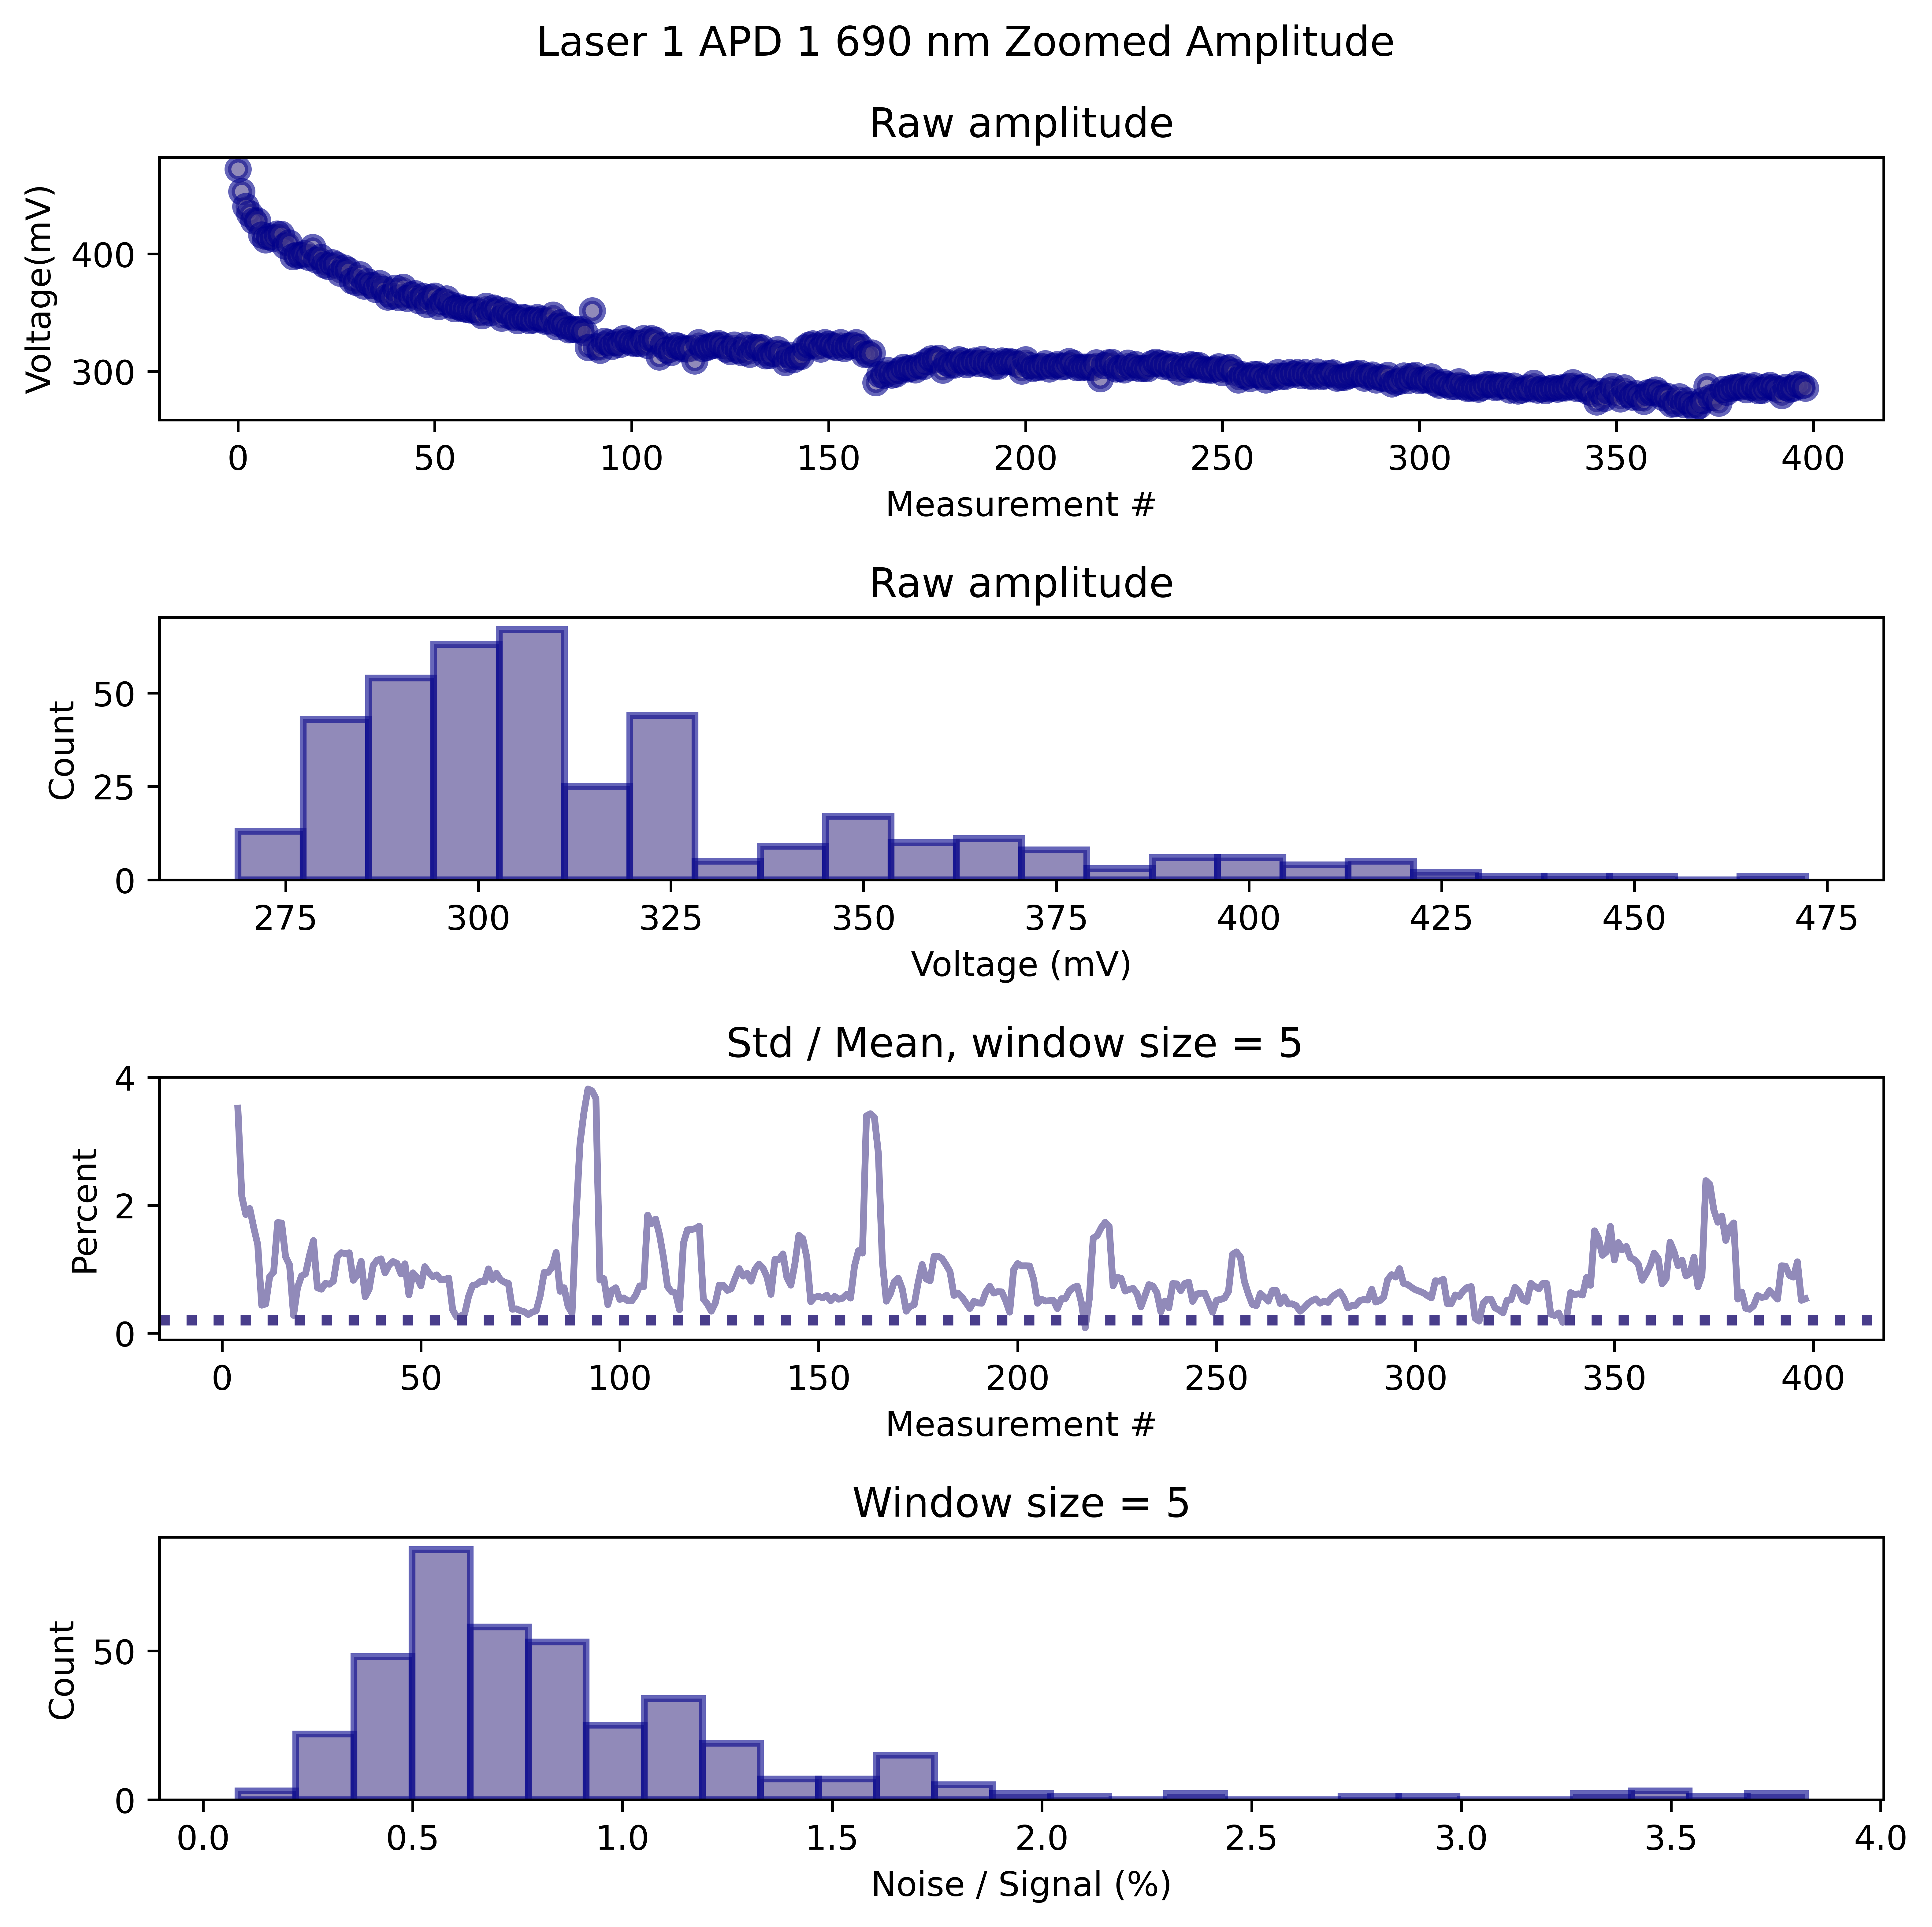 Laser 1 APD 1 690 nm Zoomed Amplitude
Raw amplitude
Voltage(mV)
400
300
0 50 100 150 200 250 300 350 400
Measurement #
Raw amplitude
Count
50
25
0
275 300 325 350 375 400 425 450 475
Voltage (mV)
Std / Mean, window size = 5
Percent
4
2
0
0 50 100 150 200 250 300 350 400
Measurement #
Window size = 5
Count
50
0
0.0 0.5 1.0 1.5 2.0 2.5 3.0 3.5 4.0
Noise / Signal (%)